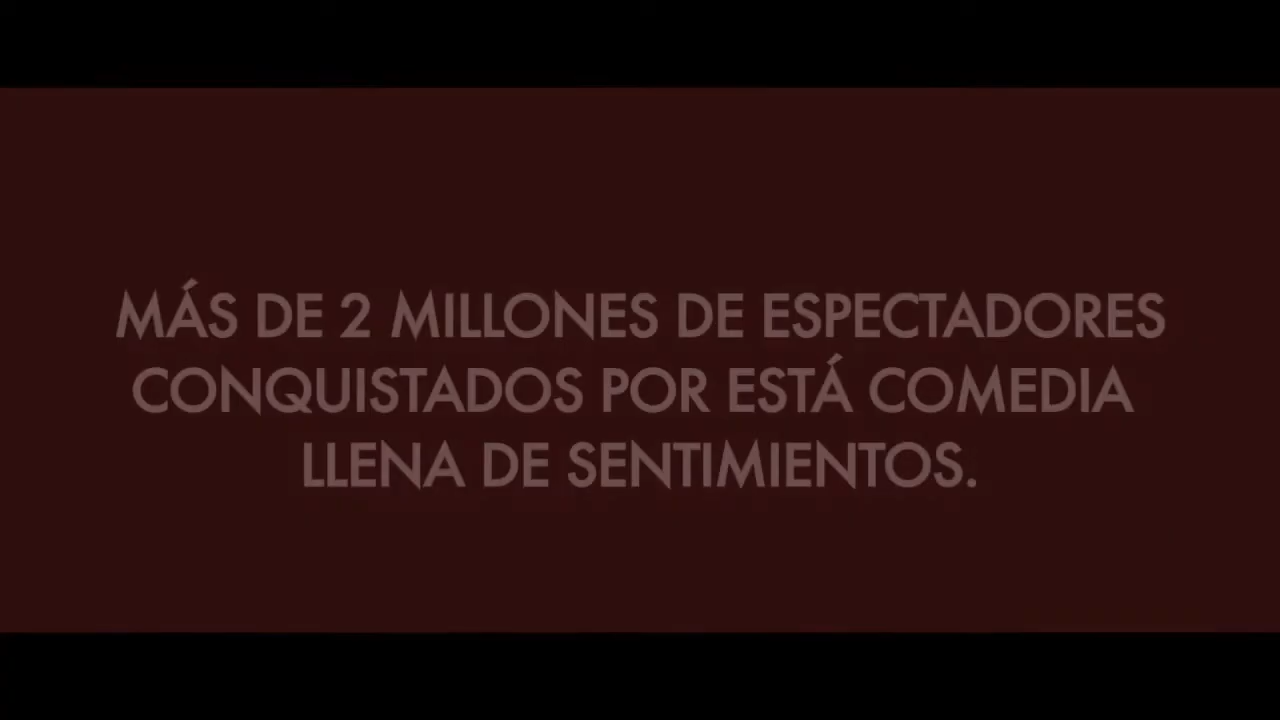 MÁS DE 2 MILLONES DE ESPECTADORES
CONQUISTADOS POR ESTÁ COMEDIA
LLENA DE SENTIMIENTOS.